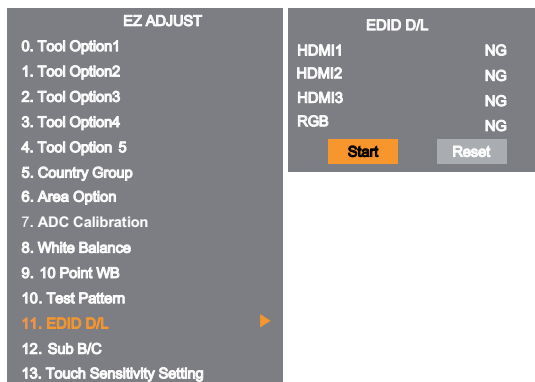 EZ ADJUST
0. Tool Option1
1. Tool Option2
2. Tool Option3
3. Tool Option4
4. Tool Option 5
5. Country Group
6. Area Option
7. ADC Calibration
8. White Balance
9. 10 Point WB
10. Test Pattern
11. EDID D/L
12. Sub B/C
13. Touch Sensitivity Setting
EDID D/L
HDMI1 NG
HDMI2 NG
HDMI3 NG
RGB NG
Start Reset